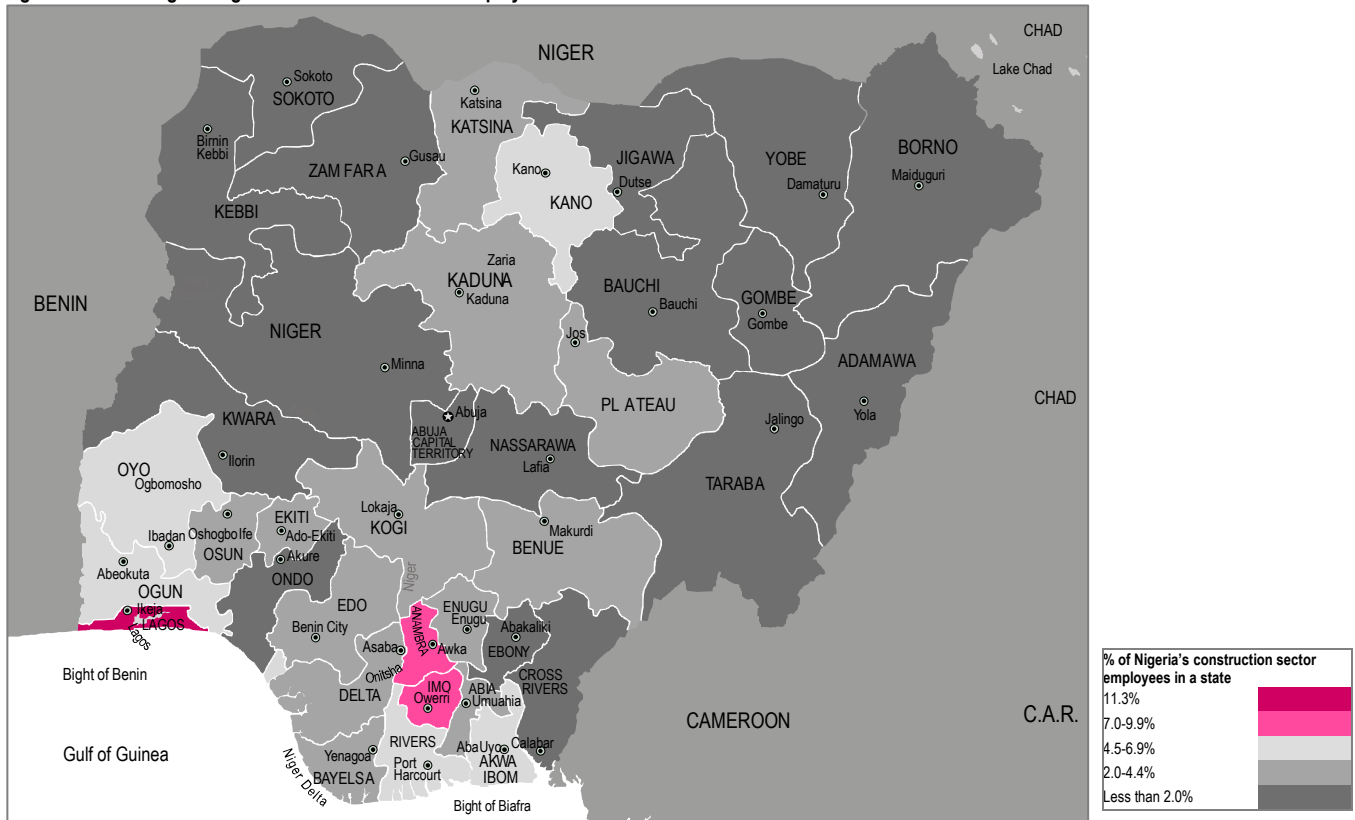 CHAD
NIGER
Lake Chad
Sokoto
SOKOTO
Katsina
KATSINA
Birnin
Kebbi
ZAM FARA
Gusau
Kano
KANO
JIGAWA
Dutse
YOBE
Damaturu
BORNO
Maiduguri
KEBBI
Zaria
KADUNA
Kaduna
BENIN
BAUCHI
Bauchi
GOMBE
Gombe
NIGER
Jos
Minna
ADAMAWA
PL ATEAU
CHAD
KWARA
Abuja
ABUJA
CAPITAL
TERRITORY
Jalingo
Yola
NASSARAWA
Lafia
Ilorin
OYO
Ogbomosho
TARABA
Lokaja
KOGI
EKITI
Ado-Ekiti
Oshogbo Ife
OSUN
Ibadan
Makurdi
BENUE
Akure
Abeokuta
ONDO
OGUN
Niger
Ikeja
LAGOS
Lagos
EDO
Benin City
ENUGU
Enugu
ANAMBRA
Awka
Abakaliki
EBONY
Asaba
Onitsha
CROSS
RIVERS
Bight of Benin
DELTA
IMO
Owerri
ABIA
Umuahia
CAMEROON
C.A.R.
Gulf of Guinea
RIVERS
Port
Harcourt
Aba
Uyo
Calabar
AKWA
IBOM
Yenagoa
BAYELSA
Niger Delta
Bight of Biafra
% of Nigeria's construction sector
employees in a state
11.3%
7.0-9.9%
4.5-6.9%
2.0-4.4%
Less than 2.0%